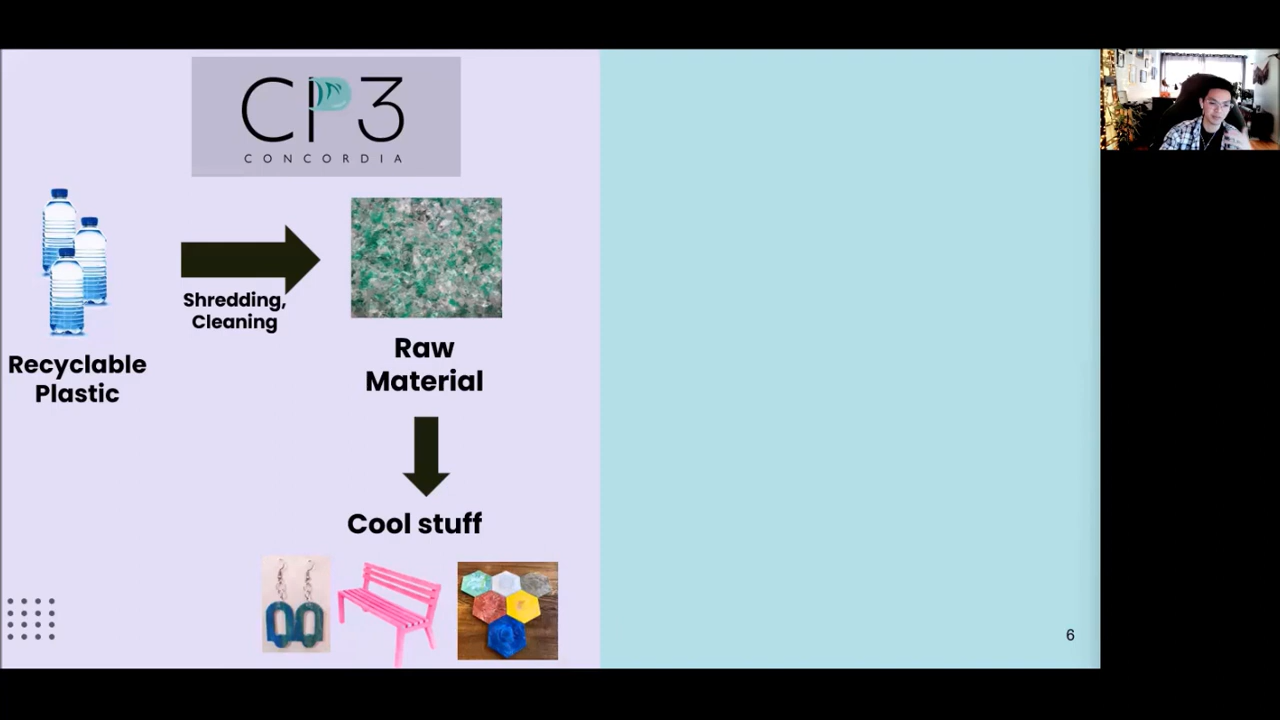 CP3
CONCORDIA
Shredding,
Cleaning
Recyclable
Plastic
Raw
Material
Cool stuff
6